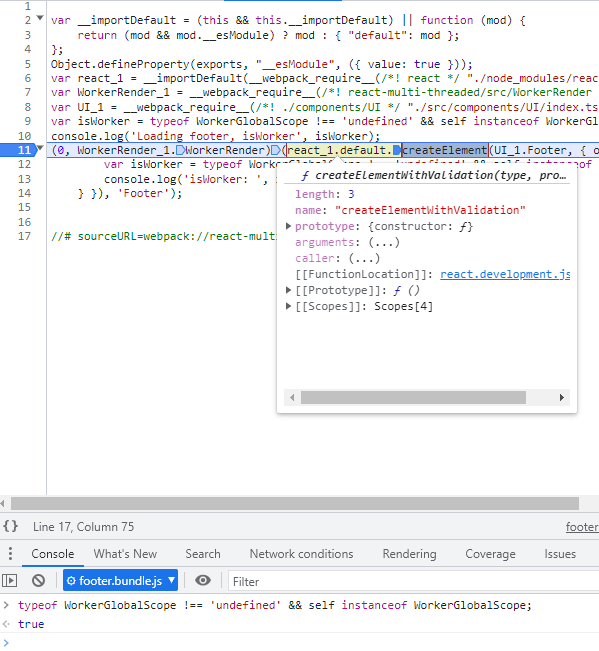 1
2 var __importDefault = (this && this.__importDefault) || function (mod) {
3 return (mod && mod.__esModule) ? mod : { "default": mod };
4 };
5 Object.defineProperty(exports, "__esModule", ({ value: true }));
6 var react_1 = __importDefault(__webpack_require__(/*! react */ "./node_modules/reac
7 var WorkerRender_1 = __webpack_require__(/*! react-multi-threaded/src/WorkerRender
8 var UI_1 = __webpack_require__(/*! ./components/UI */ "./src/components/UI/index.ts
9 var isWorker = typeof WorkerGlobalScope !== 'undefined' && self instanceof WorkerGl
10 console.log('Loading footer, isWorker', isWorker);
11 (0, WorkerRender_1.WorkerRender)(react_1.default.createElement(UI_1.Footer, { o
12 var isWorker = typeof
13 console.log('isWorker: ',
14 } }), 'Footer');
15
16
17 //# sourceURL=webpack://react-mult
ƒ createElementWithValidation(type, pro…
length: 3
name: "createElementWithValidation"
prototype: {constructor: ƒ}
arguments: (...)
caller: (...)
[[FunctionLocation]]: react.development.js
[[Prototype]]: ƒ ()
[[Scopes]]: Scopes[4]
{} Line 17, Column 75 footer
Console What's New Search Network conditions Rendering Coverage Issues
footer.bundle.js Filter
> typeof WorkerGlobalScope !== 'undefined' && self instanceof WorkerGlobalScope;
true
>